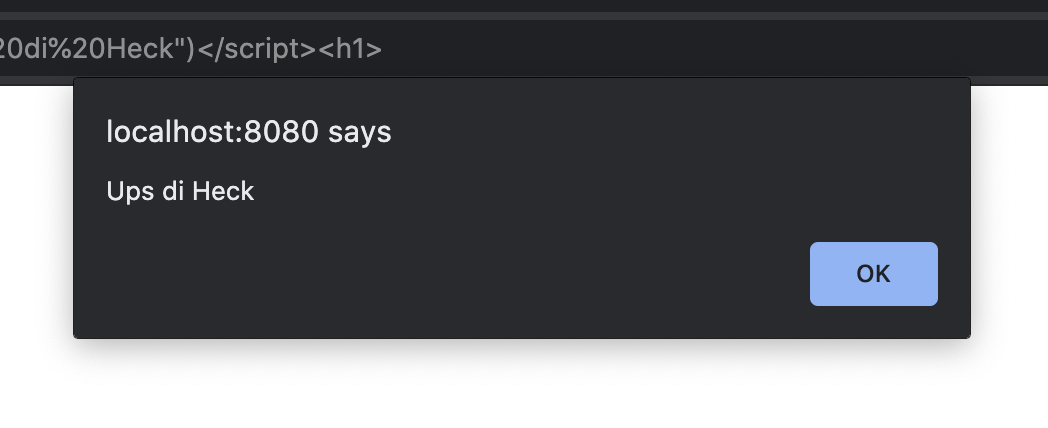 20di%20Heck")</script><h1>
localhost:8080 says
Ups di Heck
OK